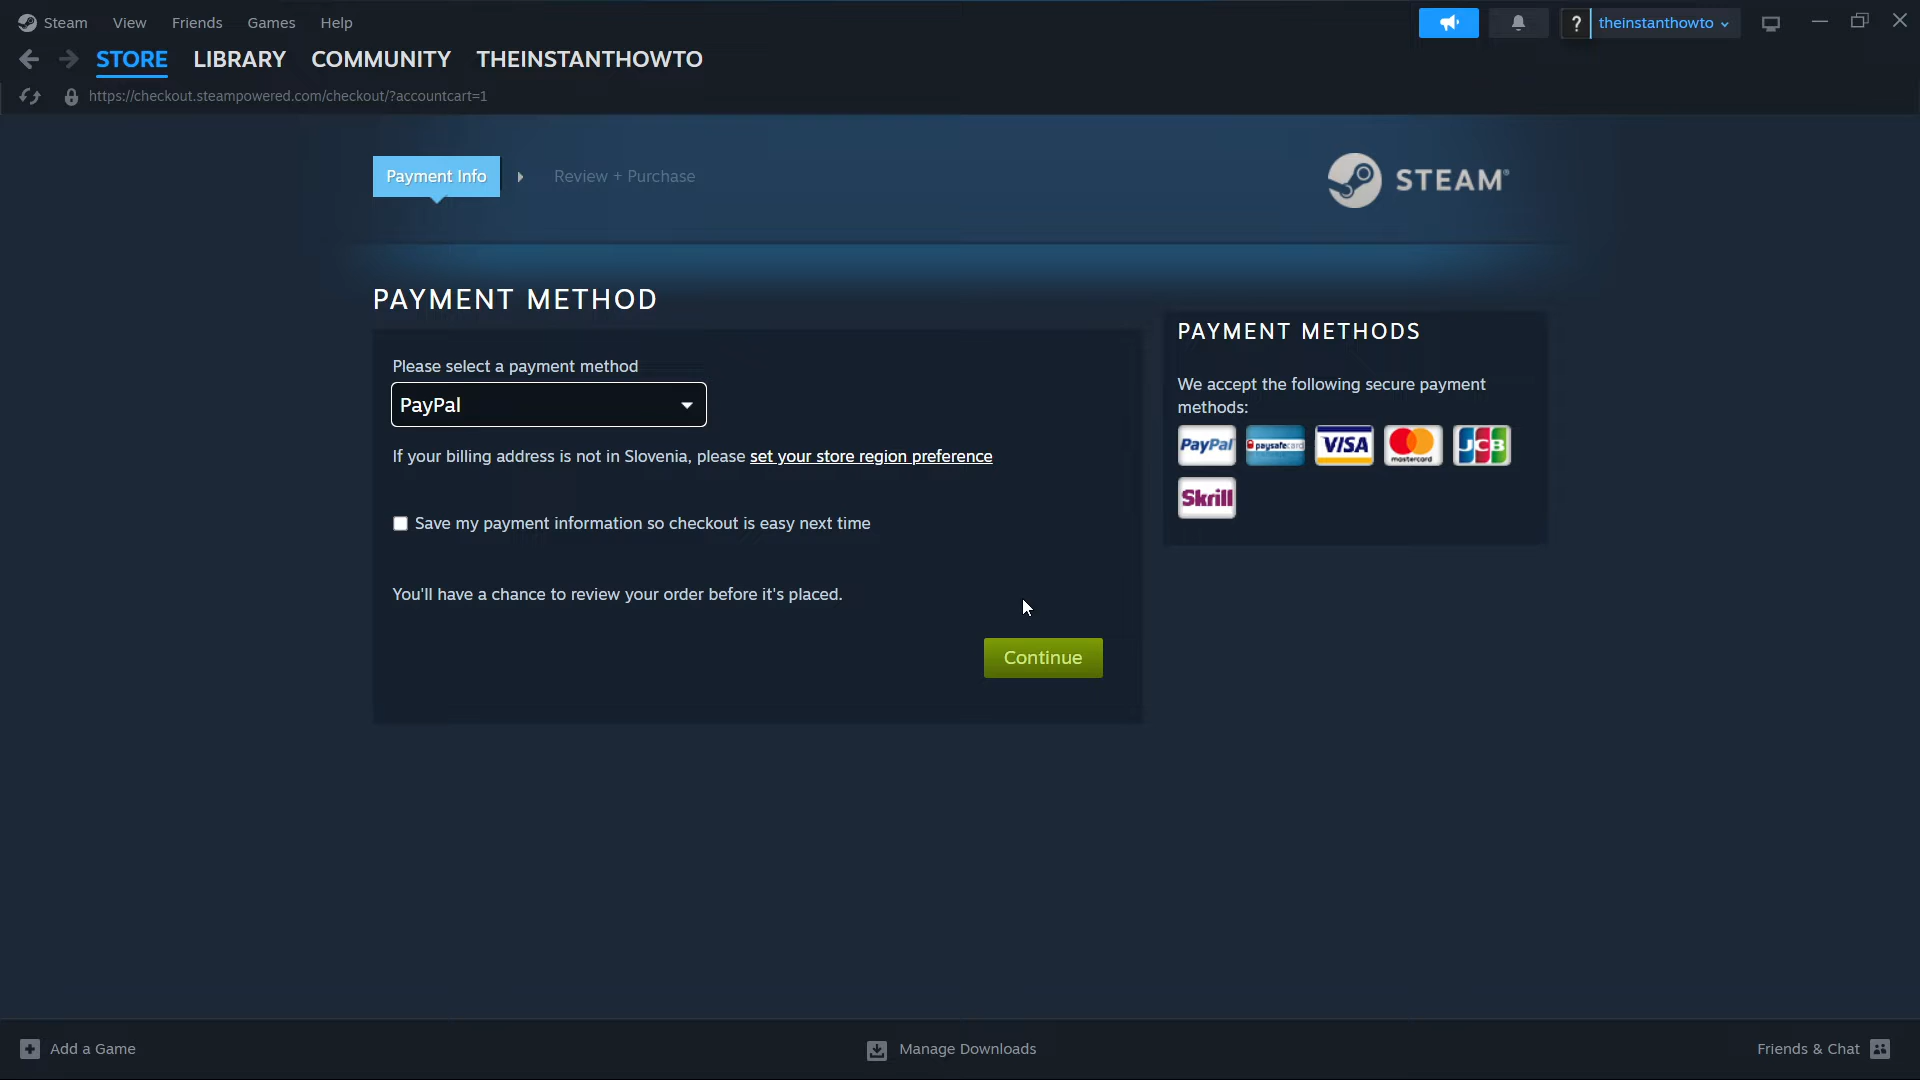 Steam View Friends Games Help
? theinstanthowto
STORE LIBRARY COMMUNITY THEINSTANTHOWTO
https://checkout.steampowered.com/checkout/?accountcart=1
Payment Info Review + Purchase
STEAM®
PAYMENT METHOD
Please select a payment method
PayPal
If your billing address is not in Slovenia, please set your store region preference
Save my payment information so checkout is easy next time
You'll have a chance to review your order before it's placed.
Continue
PAYMENT METHODS
We accept the following secure payment
methods:
PayPal paysafecard VISA mastercard JCB
Skrill
Add a Game Manage Downloads Friends & Chat